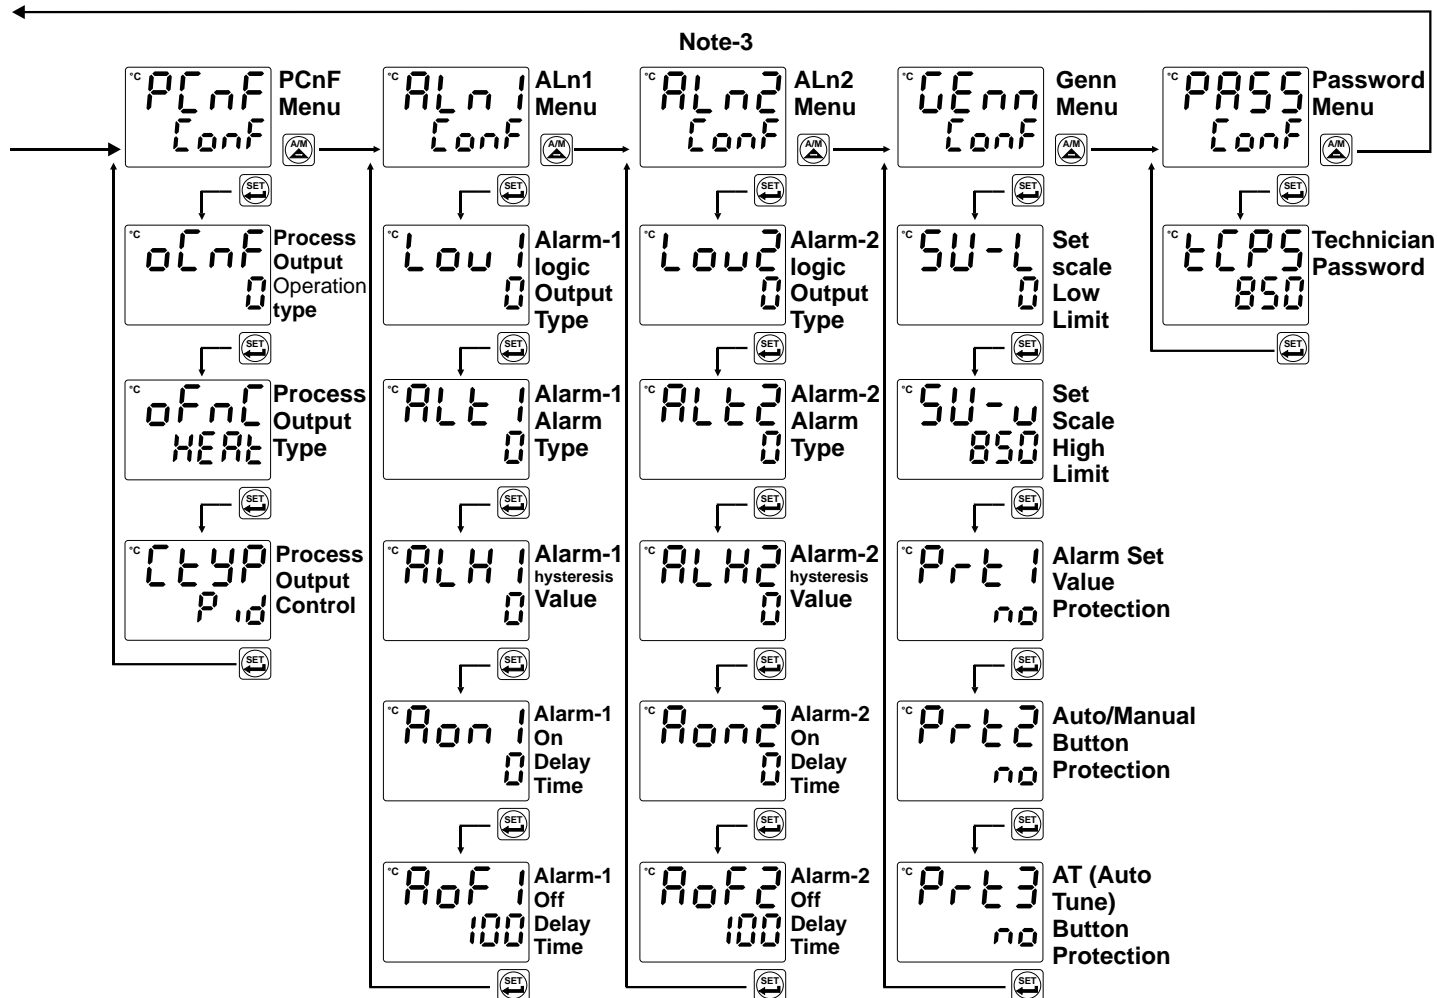 Note-3
°C PCnF
ConF
PCnF
Menu
A/M
SET
°C oCnF
0
Process
Output
Operation
type
SET
°C oFnC
HEAt
Process
Output
Type
SET
°C CtyP
Pid
Process
Output
Control
SET
°C ALn1
ConF
ALn1
Menu
A/M
SET
°C Lou1
0
Alarm-1
logic
Output
Type
SET
°C ALt1
0
Alarm-1
Alarm
Type
SET
°C ALH1
0
Alarm-1
hysteresis
Value
SET
°C Aon1
0
Alarm-1
On
Delay
Time
SET
°C AoF1
100
Alarm-1
Off
Delay
Time
SET
°C ALn2
ConF
ALn2
Menu
A/M
SET
°C Lou2
0
Alarm-2
logic
Output
Type
SET
°C ALt2
0
Alarm-2
Alarm
Type
SET
°C ALH2
0
Alarm-2
hysteresis
Value
SET
°C Aon2
0
Alarm-2
On
Delay
Time
SET
°C AoF2
100
Alarm-2
Off
Delay
Time
SET
°C GEnn
ConF
Genn
Menu
A/M
SET
°C SU-L
0
Set
scale
Low
Limit
SET
°C SU-u
850
Set
Scale
High
Limit
SET
°C Prt1
no
Alarm Set
Value
Protection
SET
°C Prt2
no
Auto/Manual
Button
Protection
SET
°C Prt3
no
AT (Auto
Tune)
Button
Protection
SET
°C PASS
ConF
Password
Menu
A/M
SET
°C tCPS
850
Technician
Password
SET